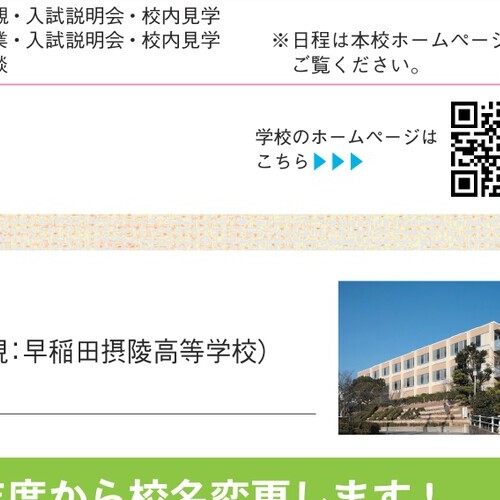 観・入試説明会・校内見学
業・入試説明会・校内見学
談
※日程は本校ホームページ
ご覧ください。
学校のホームページは
こちら▶▶▶
現:早稲田摂陵高等学校)
年度から校名変更します!